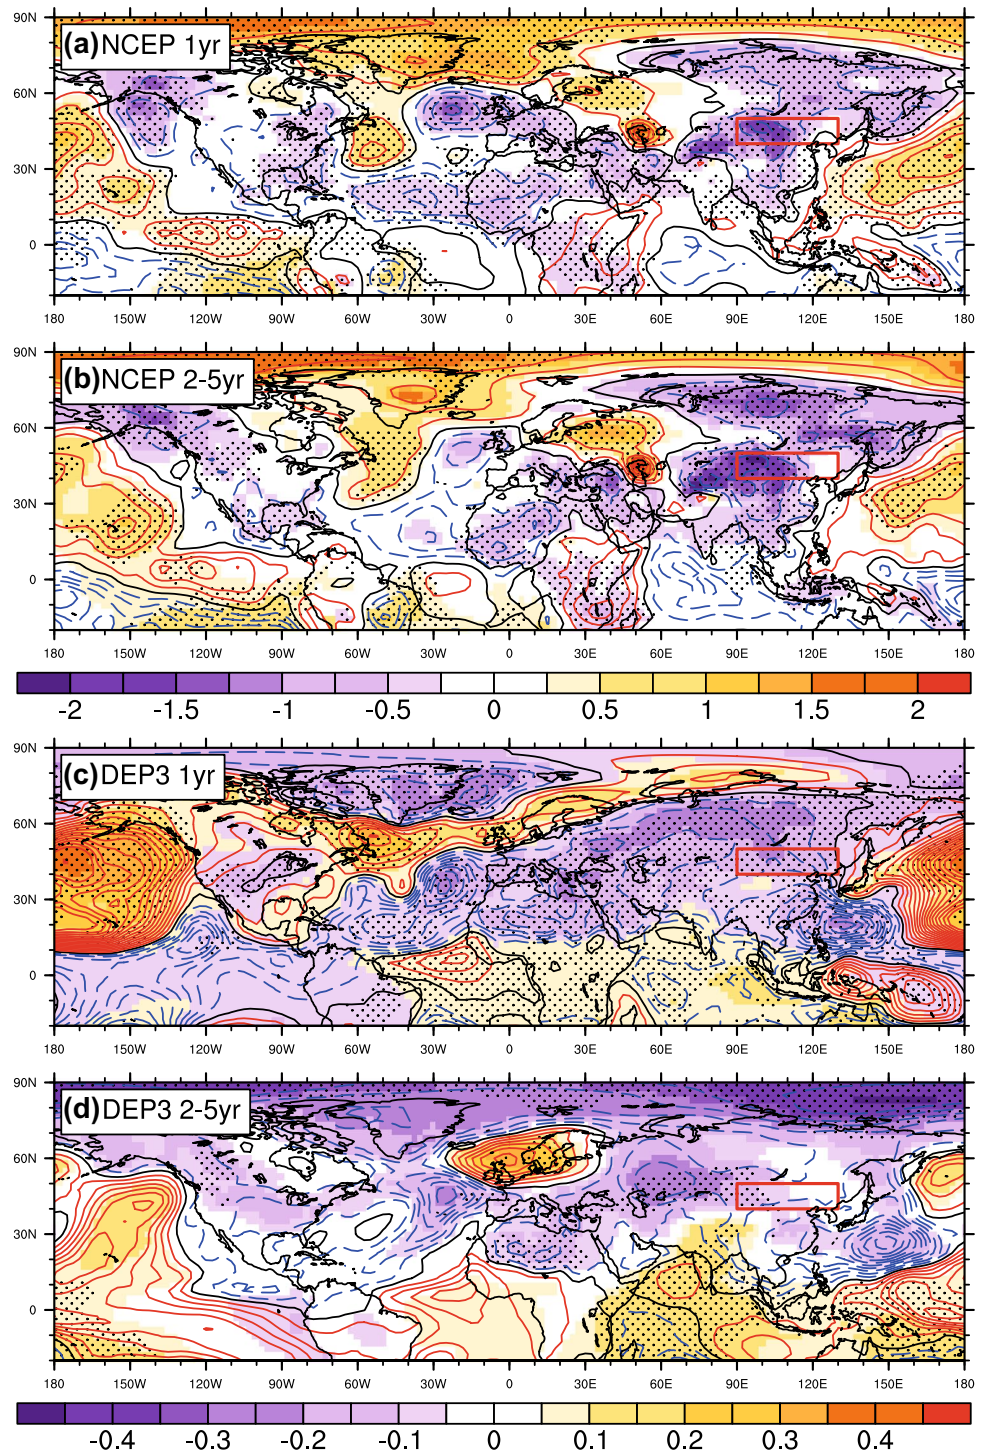 (a) NCEP 1yr
90N
60N
30N
0
180 150W 120W 90W 60W 30W 0 30E 60E 90E 120E 150E 180
(b) NCEP 2-5yr
90N
60N
30N
0
180 150W 120W 90W 60W 30W 0 30E 60E 90E 120E 150E 180
-2 -1.5 -1 -0.5 0 0.5 1 1.5 2
(c) DEP3 1yr
90N
60N
30N
0
180 150W 120W 90W 60W 30W 0 30E 60E 90E 120E 150E 180
(d) DEP3 2-5yr
90N
60N
30N
0
180 150W 120W 90W 60W 30W 0 30E 60E 90E 120E 150E 180
-0.4 -0.3 -0.2 -0.1 0 0.1 0.2 0.3 0.4